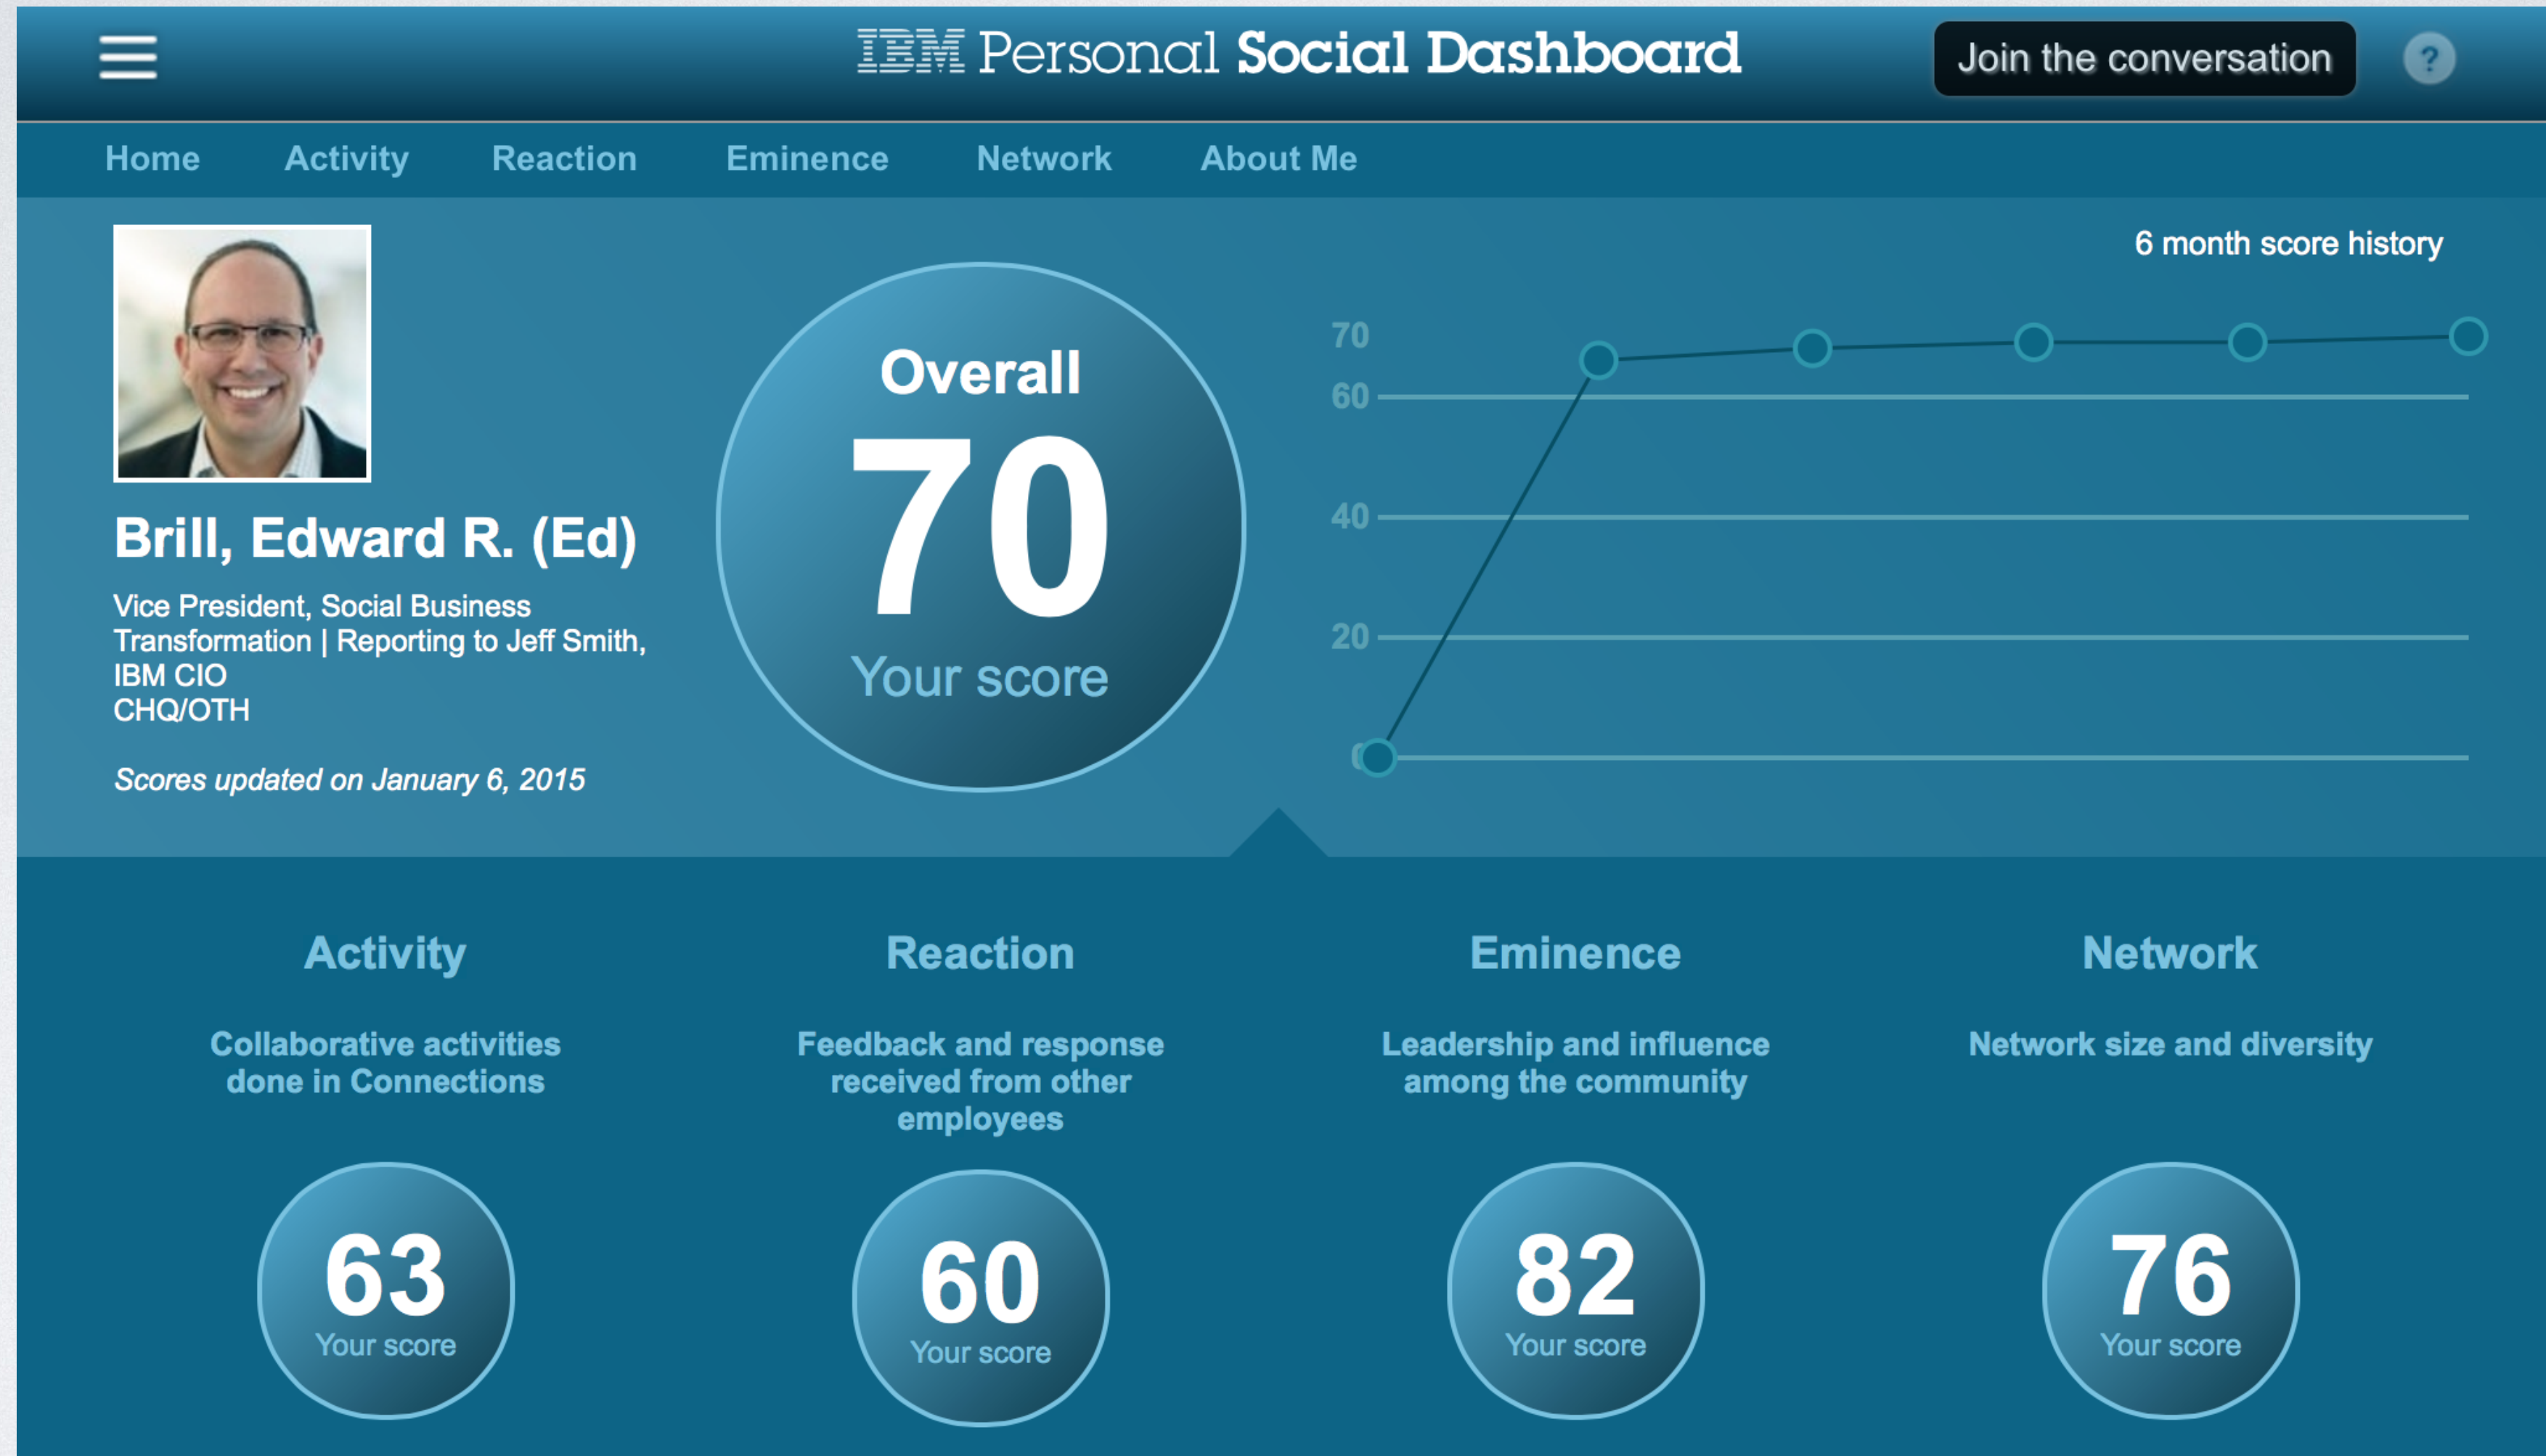 IBM Personal Social Dashboard
Join the conversation
?
Home Activity Reaction Eminence Network About Me
Brill, Edward R. (Ed)
Vice President, Social Business
Transformation | Reporting to Jeff Smith,
IBM CIO
CHQ/OTH
Scores updated on January 6, 2015
Overall
70
Your score
6 month score history
70
60
40
20
0
Activity
Collaborative activities
done in Connections
63
Your score
Reaction
Feedback and response
received from other
employees
60
Your score
Eminence
Leadership and influence
among the community
82
Your score
Network
Network size and diversity
76
Your score